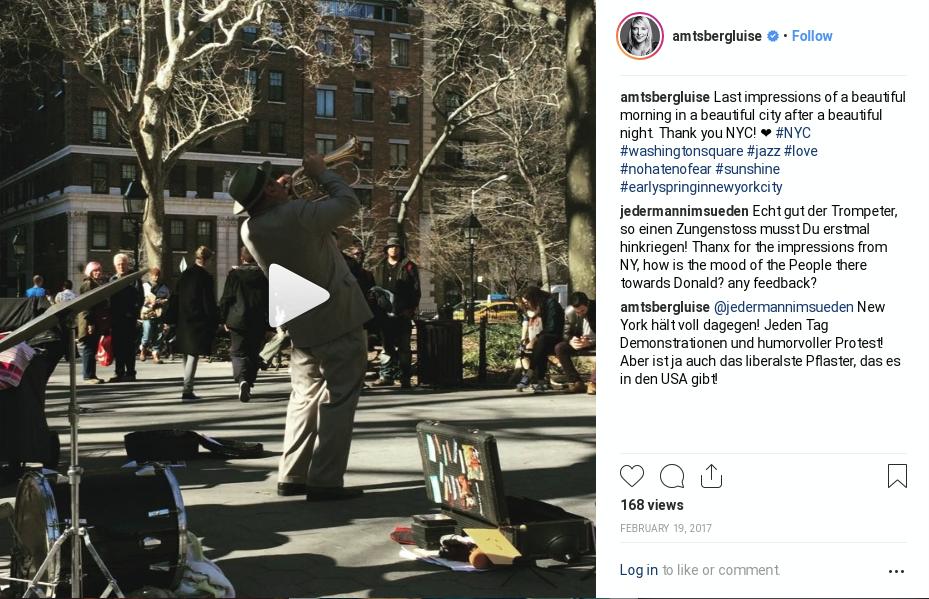 amtsbergluise • Follow
amtsbergluise Last impressions of a beautiful
morning in a beautiful city after a beautiful
night. Thank you NYC! ❤ #NYC
#washingtonsquare #jazz #love
#nohatenofear #sunshine
#earlyspringinnewyorkcity
jedermannimsueden Echt gut der Trompeter,
so einen Zungenstoss musst Du erstmal
hinkriegen! Thanx for the impressions from
NY, how is the mood of the People there
towards Donald? any feedback?
amtsbergluise @jedermannimsueden New
York hält voll dagegen! Jeden Tag
Demonstrationen und humorvoller Protest!
Aber ist ja auch das liberalste Pflaster, das es
in den USA gibt!
168 views
FEBRUARY 19, 2017
Log in to like or comment.